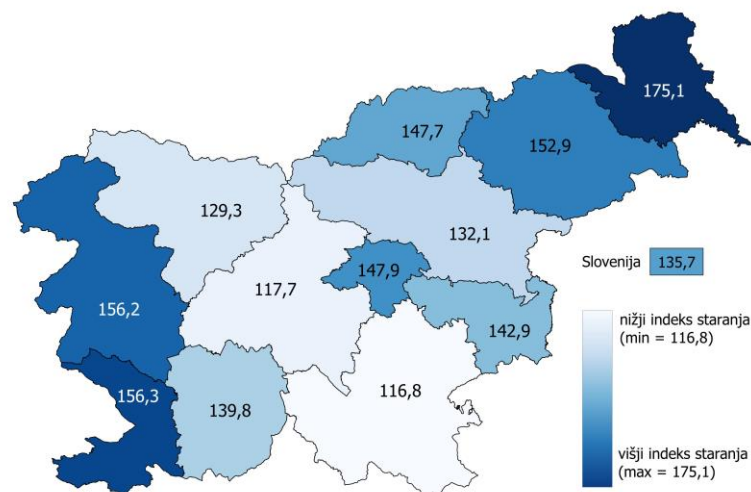 175,1
147,7
152,9
129,3
132,1
147,9
Slovenija 135,7
117,7
156,2
142,9
nižji indeks staranja
(min = 116,8)
156,3
139,8
116,8
višji indeks staranja
(max = 175,1)